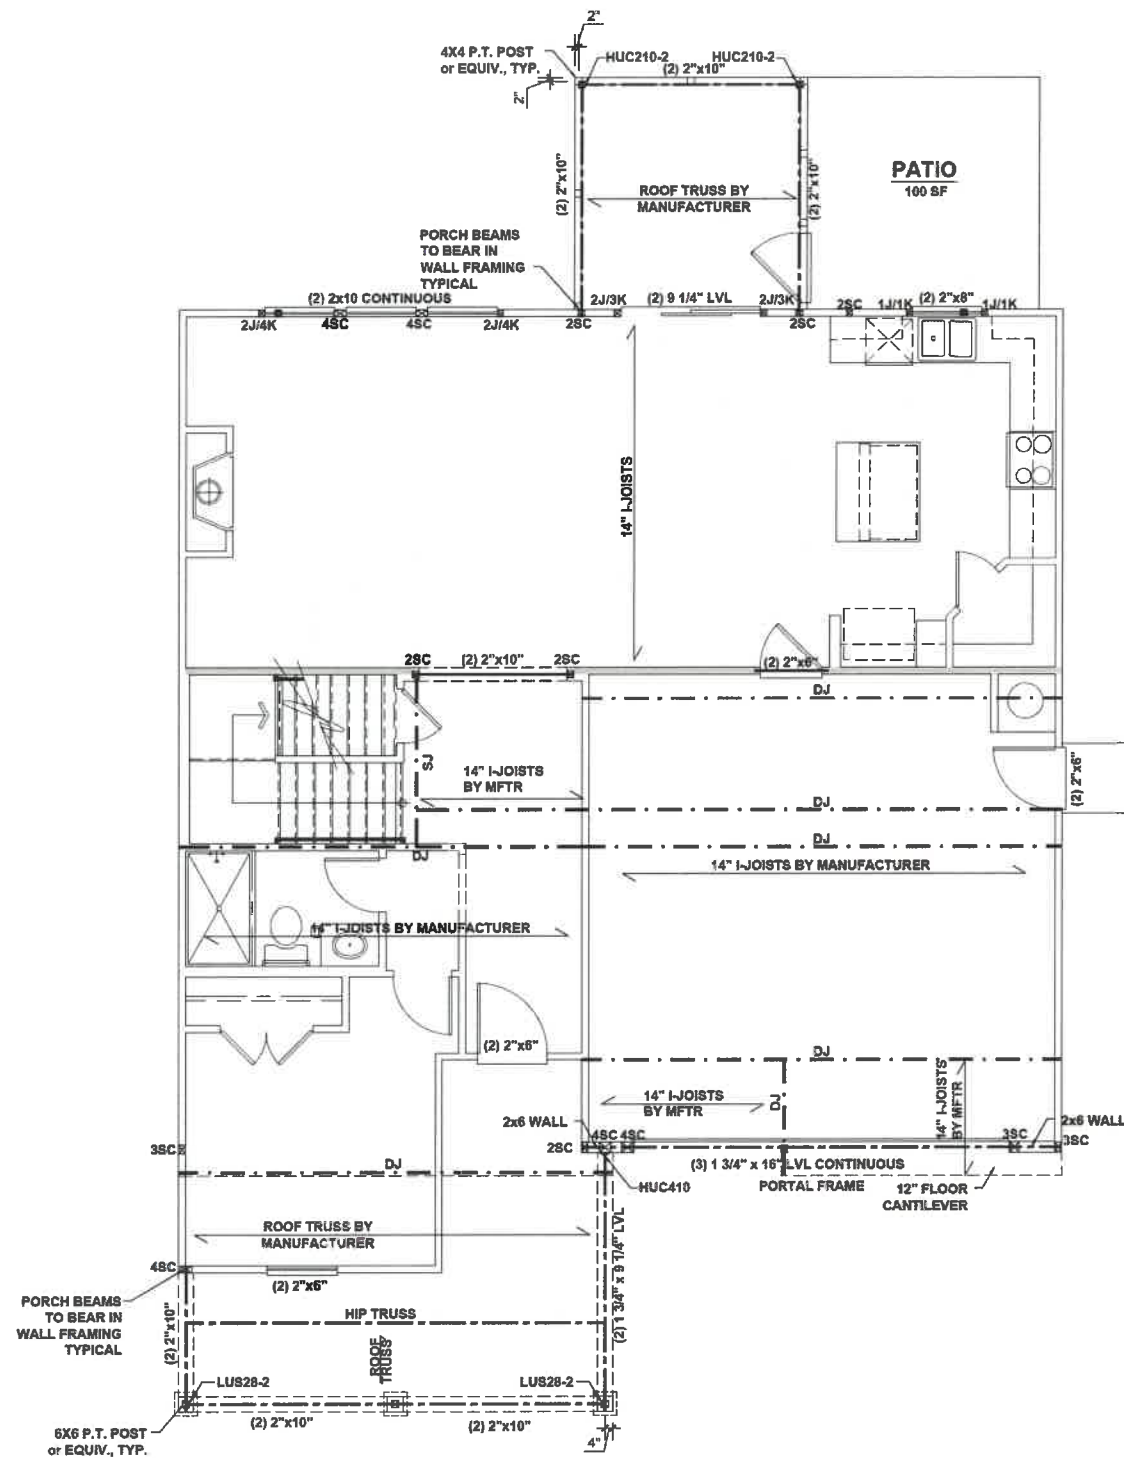 2"
4X4 P.T. POST
or EQUIV., TYP.
HUC210-2
HUC210-2
(2) 2"x10"
2"
(2) 2"x10"
(2) 2"x10"
ROOF TRUSS BY
MANUFACTURER
PATIO
100 SF
PORCH BEAMS
TO BEAR IN
WALL FRAMING
TYPICAL
(2) 2x10 CONTINUOUS
2J/3K
(2) 9 1/4" LVL
2J/3K
2SC
1J/1K
(2) 2"x8"
1J/1K
2J/4K
4SC
4SC
2J/4K
2SC
2SC
14" I-JOISTS
2SC
(2) 2"x10"
2SC
(2) 2"x6"
DJ
SJ
14" I-JOISTS
BY MFTR
(2) 2"x6"
DJ
DJ
DJ
14" I-JOISTS BY MANUFACTURER
14" I-JOISTS BY MANUFACTURER
(2) 2"x6"
DJ
14" I-JOISTS
BY MFTR
DJ
14" I-JOISTS
BY MFTR
2x6 WALL
2x6 WALL
3SC
2SC
4SC
4SC
3SC
3SC
DJ
(3) 1 3/4" x 16" LVL CONTINUOUS
HUC410
PORTAL FRAME
12" FLOOR
CANTILEVER
ROOF TRUSS BY
MANUFACTURER
(2) 1 3/4" x 9 1/4" LVL
4SC
(2) 2"x6"
PORCH BEAMS
TO BEAR IN
WALL FRAMING
TYPICAL
(2) 2"x10"
HIP TRUSS
ROOF
TRUSS
LUS28-2
LUS28-2
(2) 2"x10"
(2) 2"x10"
6X6 P.T. POST
or EQUIV., TYP.
4"